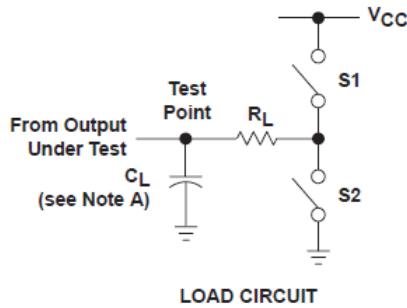 VCC
S1
Test
Point
RL
From Output
Under Test
CL
(see Note A)
S2
LOAD CIRCUIT